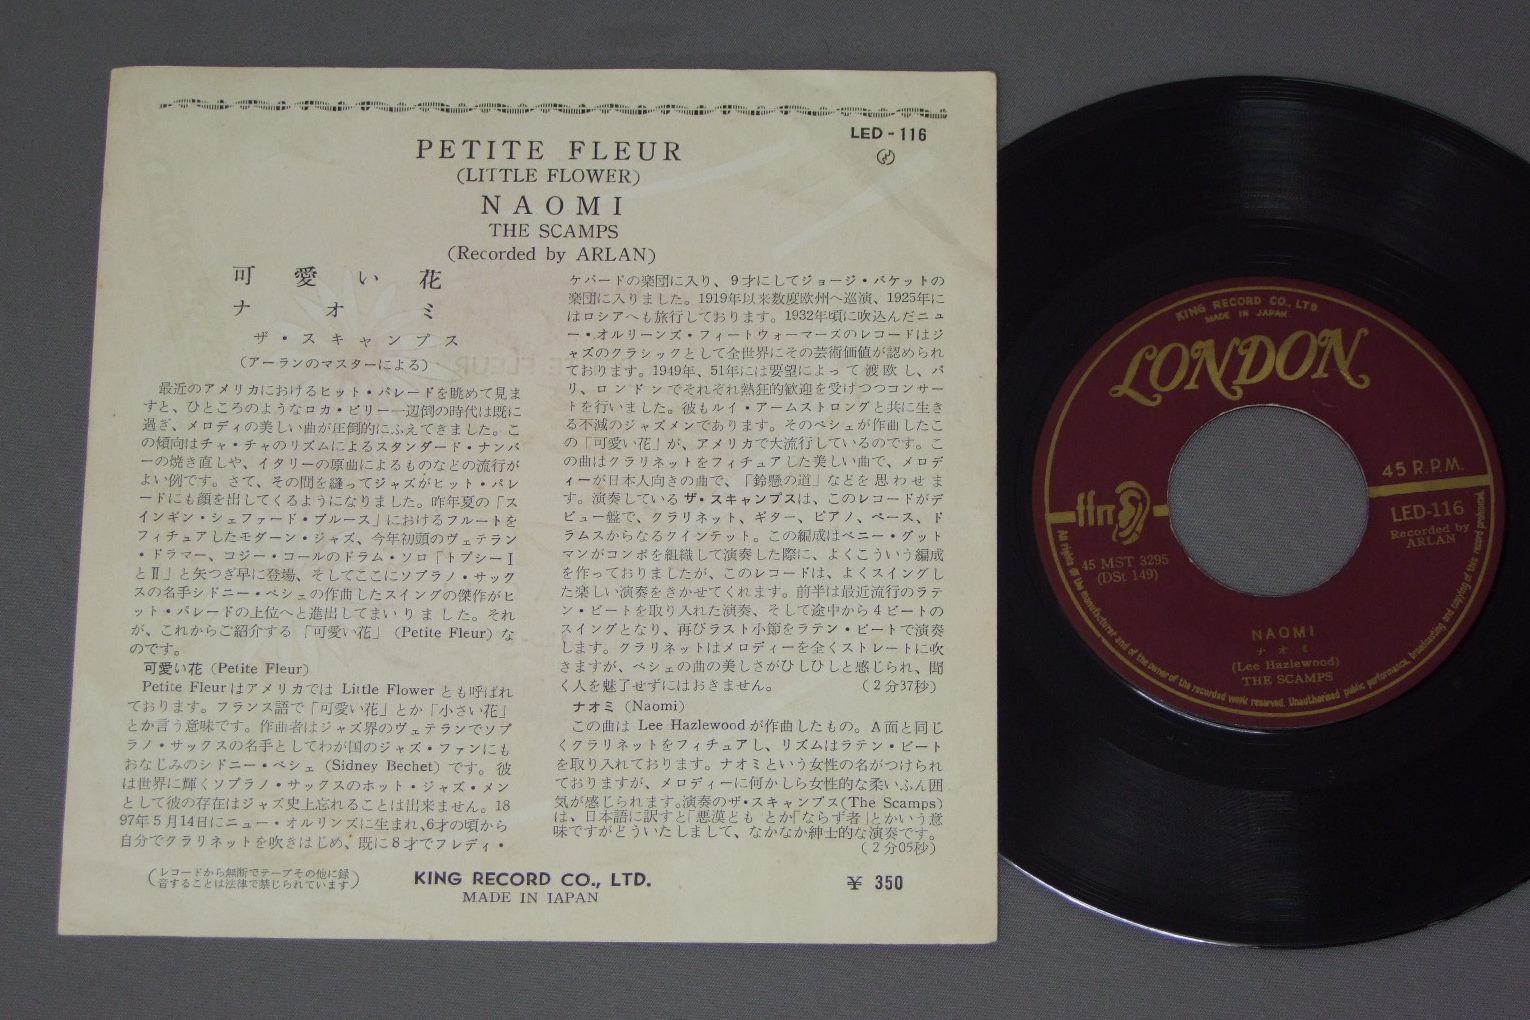 LED-116
PETITE FLEUR
(LITTLE FLOWER)
NAOMI
THE SCAMPS
(Recorded by ARLAN)
可愛い花
ナオミ
ザ・スキャンプス
(アーランのマスターによる)
最近のアメリカにおけるヒット・パレードを眺めて見ま
すと、ひところのようなロカ・ビリー一辺倒の時代は既に
過ぎ、メロディの美しい曲が圧倒的にふえてきました。こ
の傾向はチャ・チャのリズムによるスタンダード・ナンバ
ーの焼き直しや、イタリーの原曲によるものなどの流行が
よい例です。さて、その間を縫ってジャズがヒット・パレ
ードにも顔を出してくるようになりました。昨年夏の「ス
インギン・シェファード・ブルース」におけるフルートを
フィチュアしたモダーン・ジャズ、今年初頭のヴェテラン
・ドラマー、コジー・コールのドラム・ソロ「トプシーⅠ
とⅡ」と矢つぎ早に登場、そしてここにソプラノ・サック
スの名手シドニー・ベシェの作曲したスイングの傑作がヒ
ット・パレードの上位へと進出してまいりました。それ
が、これからご紹介する「可愛い花」(Petite Fleur)な
のです。
可愛い花(Petite Fleur)
Petite Fleurはアメリカでは Little Flower とも呼ばれ
ております。フランス語で「可愛い花」とか「小さい花」
とか言う意味です。作曲者はジャズ界のヴェテランでソプ
ラノ・サックスの名手としてわが国のジャズ・ファンにも
おなじみのシドニー・ベシェ(Sidney Bechet)です。彼
は世界に輝くソプラノ・サックスのホット・ジャズ・メン
として彼の存在はジャズ史上忘れることは出来ません。18
97年5月14日にニュー・オルリンズに生まれ、6才の頃から
自分でクラリネットを吹きはじめ、既に8才でフレディ・
ケパードの楽団に入り、9才にしてジョージ・バケットの
楽団に入りました。1919年以来数度欧州へ巡演、1925年に
はロシアへも旅行しております。1932年頃に吹込んだニュ
ー・オルリーンズ・フィートウォーマーズのレコードはジ
ャズのクラシックとして全世界にその芸術価値が認められ
ております。1949年、51年には要望によって渡欧し、パ
リ、ロンドンでそれぞれ熱狂的歓迎を受けつつコンサー
トを行いました。彼もルイ・アームストロングと共に生き
る不滅のジャズメンであります。そのベシェが作曲したこ
の「可愛い花」が、アメリカで大流行しているのです。こ
の曲はクラリネットをフィチュアした美しい曲で、メロデ
ィーが日本人向きの曲で、「鈴懸の道」などを思わせま
す。演奏しているザ・スキャンプスは、このレコードがデ
ビュー盤で、クラリネット、ギター、ピアノ、ベース、ド
ラムスからなるクインテット。この編成はベニー・グット
マンがコンボを組織して演奏した際に、よくこういう編成
を作っておりましたが、このレコードは、よくスイングし
た楽しい演奏をきかせてくれます。前半は最近流行のラテ
ン・ビートを取り入れた演奏、そして途中から4ビートの
スイングとなり、再びラスト小節をラテン・ビートで演奏
します。クラリネットはメロディーを全くストレートに吹
きますが、ベシェの曲の美しさがひしひしと感じられ、聞
く人を魅了せずにはおきません。 (2分37秒)
ナオミ(Naomi)
この曲は Lee Hazlewoodが作曲したもの。A面と同じ
くクラリネットをフィチュアし、リズムはラテン・ビート
を取り入れております。ナオミという女性の名がつけられ
ておりますが、メロディーに何かしら女性的な柔いふん囲
気が感じられます。演奏のザ・スキャンプス(The Scamps)
は、日本語に訳すと「悪漢ども とか「ならず者」とかいう意
味ですがどういたしまして、なかなか紳士的な演奏です。
(2分05秒)
(レコードから無断でテープその他に録
音することは法律で禁じられています)
KING RECORD CO., LTD.
MADE IN JAPAN
¥ 350
KING RECORD CO., LTD.
MADE IN JAPAN
LONDON
45 R.P.M.
ffrr
LED-116
Recorded by
ARLAN
45 MST 3295
(DSt 149)
NAOMI
ナオミ
(Lee Hazlewood)
THE SCAMPS
All rights of the manufacturer and of the owner of the recorded work reserved. Unauthorised public performance, broadcasting and copying of this record prohibited.